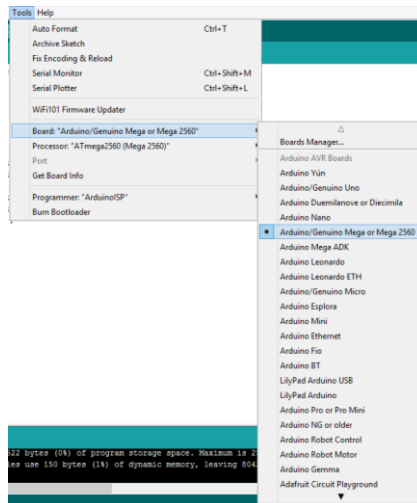 Tools Help
Auto Format Ctrl+T
Archive Sketch
Fix Encoding & Reload
Serial Monitor Ctrl+Shift+M
Serial Plotter Ctrl+Shift+L
WiFi101 Firmware Updater
Board: "Arduino/Genuino Mega or Mega 2560"
Processor: "ATmega2560 (Mega 2560)"
Port
Get Board Info
Programmer: "ArduinoISP"
Burn Bootloader
Boards Manager...
Arduino AVR Boards
Arduino Yún
Arduino/Genuino Uno
Arduino Duemilanove or Diecimila
Arduino Nano
Arduino/Genuino Mega or Mega 2560
Arduino Mega ADK
Arduino Leonardo
Arduino Leonardo ETH
Arduino/Genuino Micro
Arduino Esplora
Arduino Mini
Arduino Ethernet
Arduino Fio
Arduino BT
LilyPad Arduino USB
LilyPad Arduino
Arduino Pro or Pro Mini
Arduino NG or older
Arduino Robot Control
Arduino Robot Motor
Arduino Gemma
Adafruit Circuit Playground
522 bytes (0%) of program storage space. Maximum is
les use 150 bytes (1%) of dynamic memory, leaving